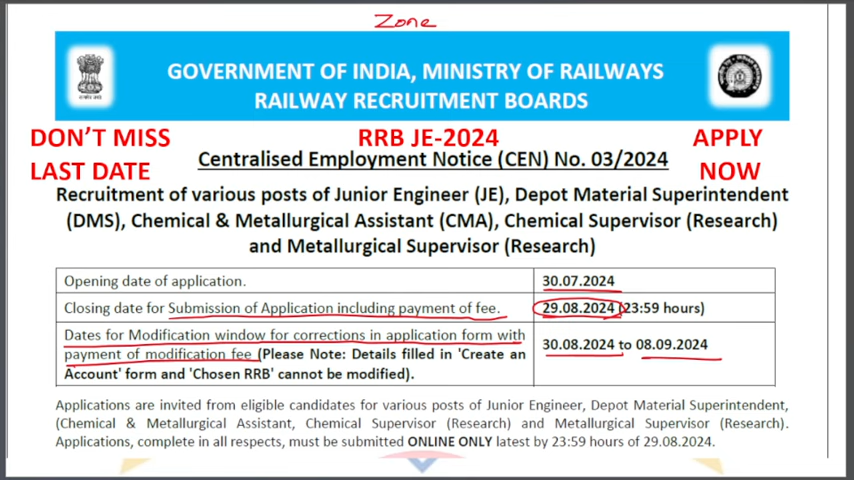 Zone
GOVERNMENT OF INDIA, MINISTRY OF RAILWAYS
RAILWAY RECRUITMENT BOARDS
DON'T MISS
LAST DATE
RRB JE-2024
APPLY
NOW
Centralised Employment Notice (CEN) No. 03/2024
Recruitment of various posts of Junior Engineer (JE), Depot Material Superintendent
(DMS), Chemical & Metallurgical Assistant (CMA), Chemical Supervisor (Research)
and Metallurgical Supervisor (Research)
Opening date of application. 30.07.2024
Closing date for Submission of Application including payment of fee. 29.08.2024 (23:59 hours)
Dates for Modification window for corrections in application form with
payment of modification fee (Please Note: Details filled in 'Create an
Account' form and 'Chosen RRB' cannot be modified).
30.08.2024 to 08.09.2024
Applications are invited from eligible candidates for various posts of Junior Engineer, Depot Material Superintendent,
(Chemical & Metallurgical Assistant, Chemical Supervisor (Research) and Metallurgical Supervisor (Research).
Applications, complete in all respects, must be submitted ONLINE ONLY latest by 23:59 hours of 29.08.2024.